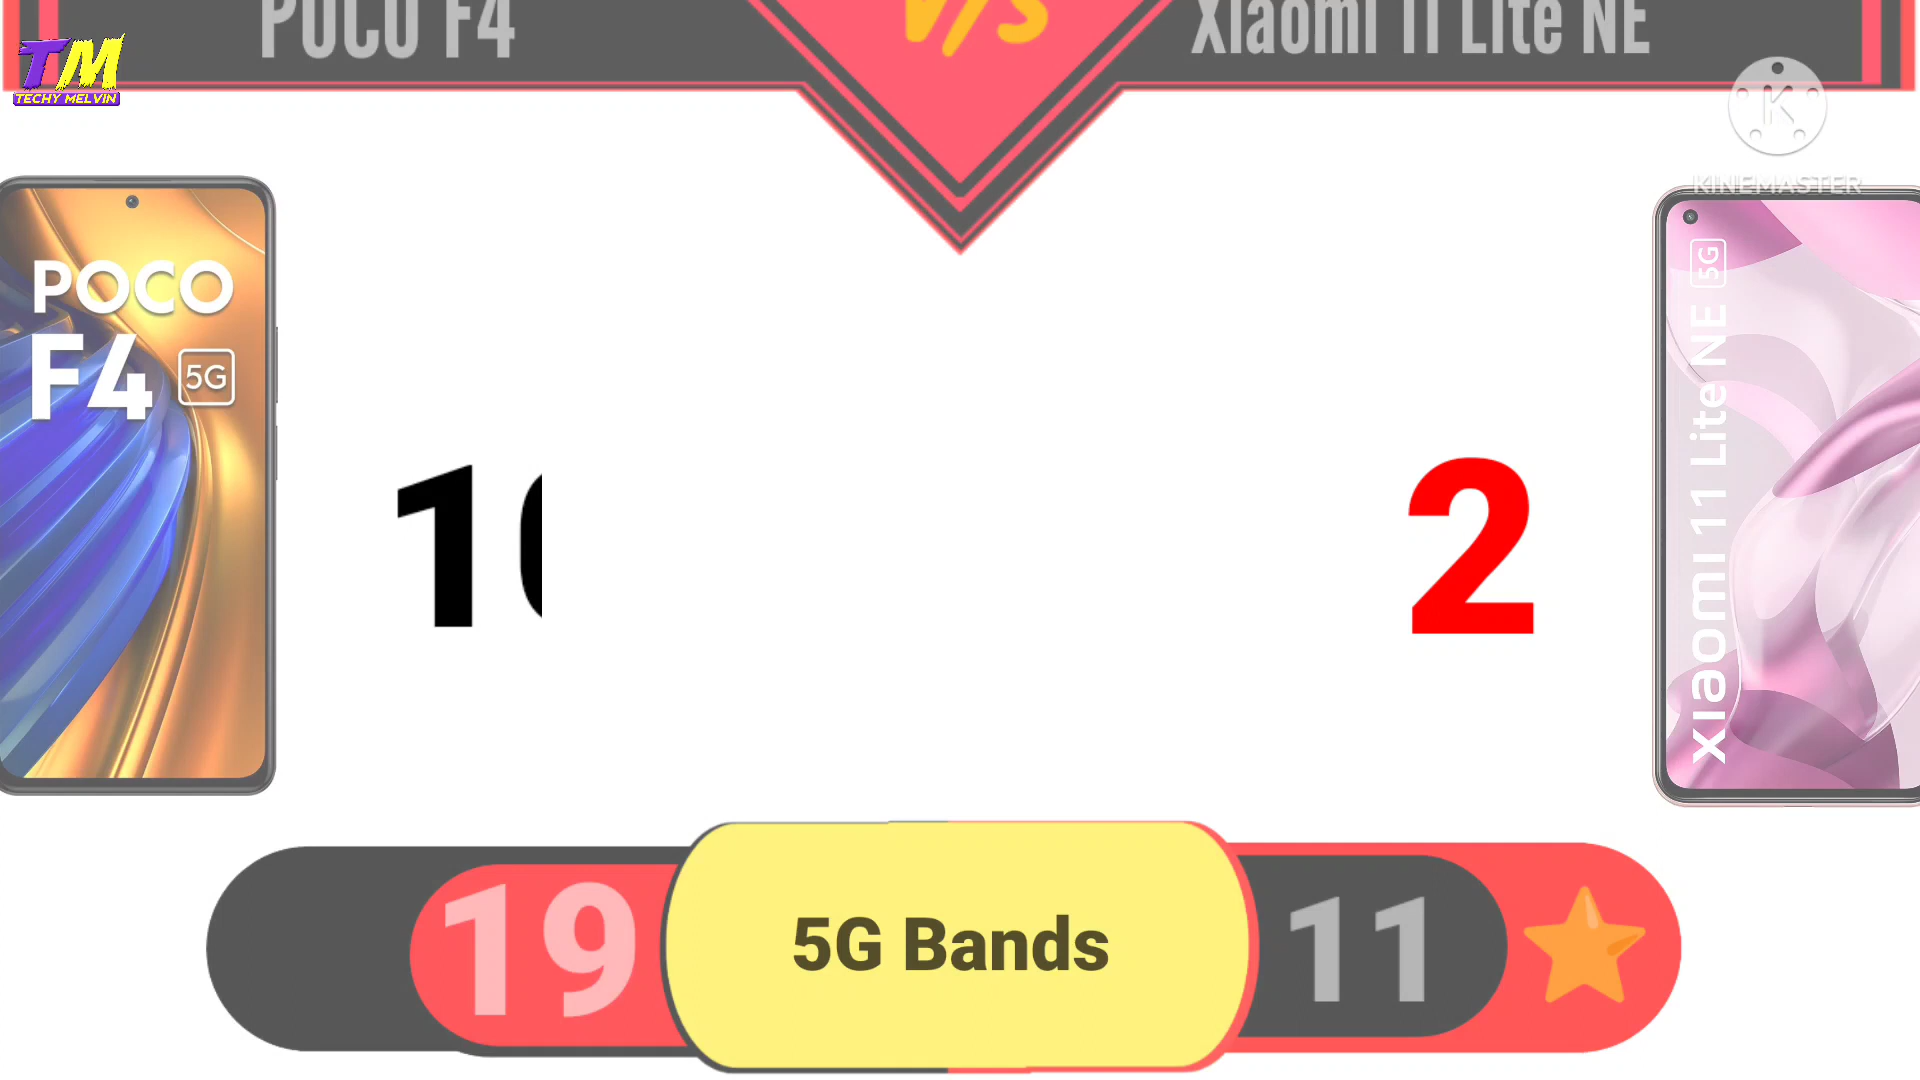 POCO F4
V/S
Xiaomi 11 Lite NE
TM
TECHY MELVIN
K
KINEMASTER
POCO
F4 5G
Xiaomi 11 Lite NE 5G
1
2
19
5G Bands
11